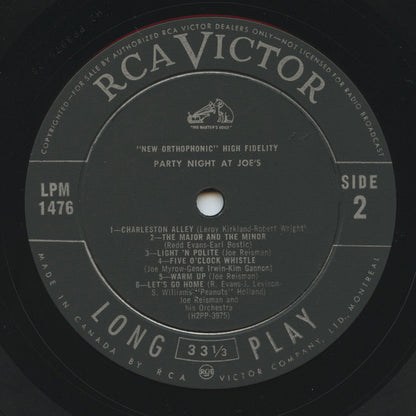 COPYRIGHTED—FOR SALE BY AUTHORIZED RCA VICTOR DEALERS ONLY—NOT LICENSED FOR RADIO BROADCAST
RCA VICTOR
"HIS MASTER'S VOICE"
"NEW ORTHOPHONIC" HIGH FIDELITY
PARTY NIGHT AT JOE'S
LPM
1476
SIDE
2
1—CHARLESTON ALLEY (Leroy Kirkland-Robert Wright)
2—THE MAJOR AND THE MINOR
(Redd Evans-Earl Bostic)
3—LIGHT 'N POLITE (Joe Reisman)
4—FIVE O'CLOCK WHISTLE
(Joe Myrow-Gene Irwin-Kim Gannon)
5—WARM UP (Joe Reisman)
6—LET'S GO HOME (R. Evans-J. Levison-
S. Williams-"Peanuts"-Holland)
Joe Reisman and
his Orchestra
(H2PP-3975)
LONG 33⅓ PLAY
RCA
MADE IN CANADA BY RCA VICTOR COMPANY, LTD., MONTREAL